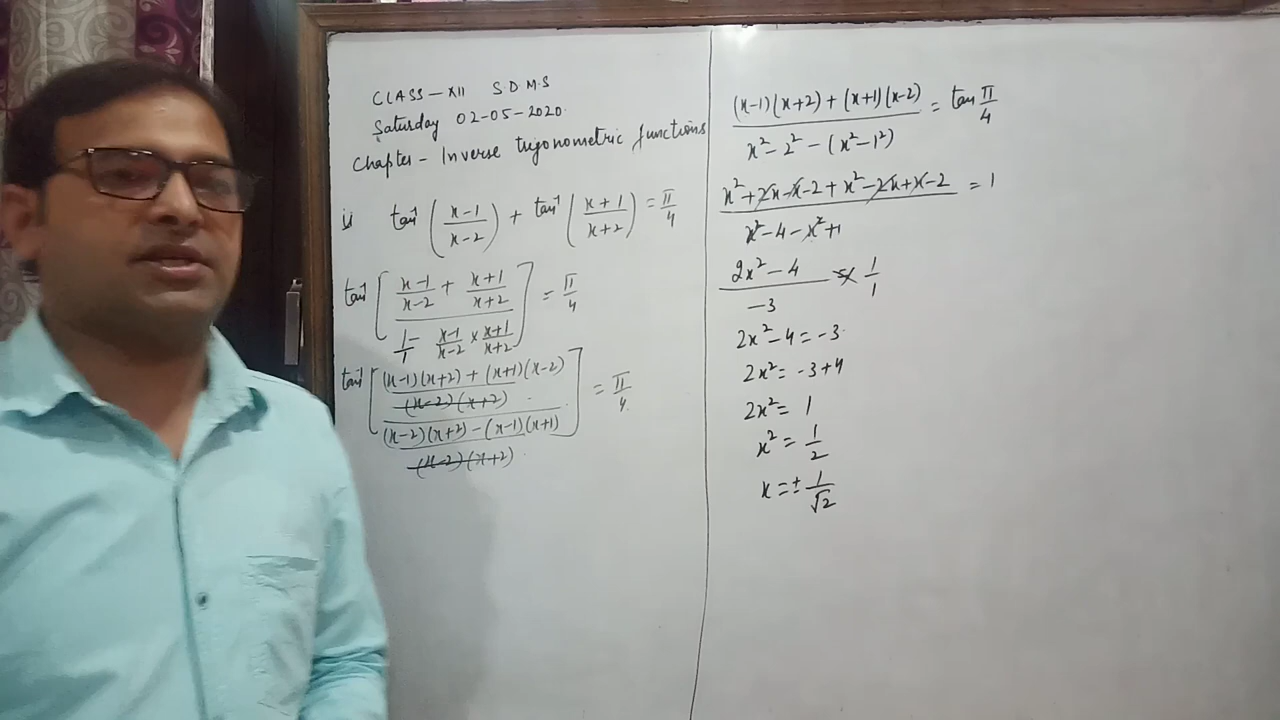 CLASS – XII S D M S
Saturday 02-05-2020.
Chapter – Inverse trigonometric functions
i) tan⁻¹ ( x-1 / x-2 ) + tan⁻¹ ( x+1 / x+2 ) = π/4
tan⁻¹ [ ( x-1 / x-2 + x+1 / x+2 ) / ( 1/1 - x-1 / x-2 × x+1 / x+2 ) ] = π/4
tan⁻¹ [ ( (x-1)(x+2) + (x+1)(x-2) / (x-2)(x+2) ) / ( (x-2)(x+2) - (x-1)(x+1) / (x-2)(x+2) ) ] = π/4
(x-1)(x+2) + (x+1)(x-2) / x² - 2² - (x² - 1²) = tan π/4
x² + 2x - x - 2 + x² - 2x + x - 2 / x² - 4 - x² + 1 = 1
2x² - 4 / -3 = 1/1
2x² - 4 = -3
2x² = -3+4
2x² = 1
x² = 1/2
x = ± 1/√2